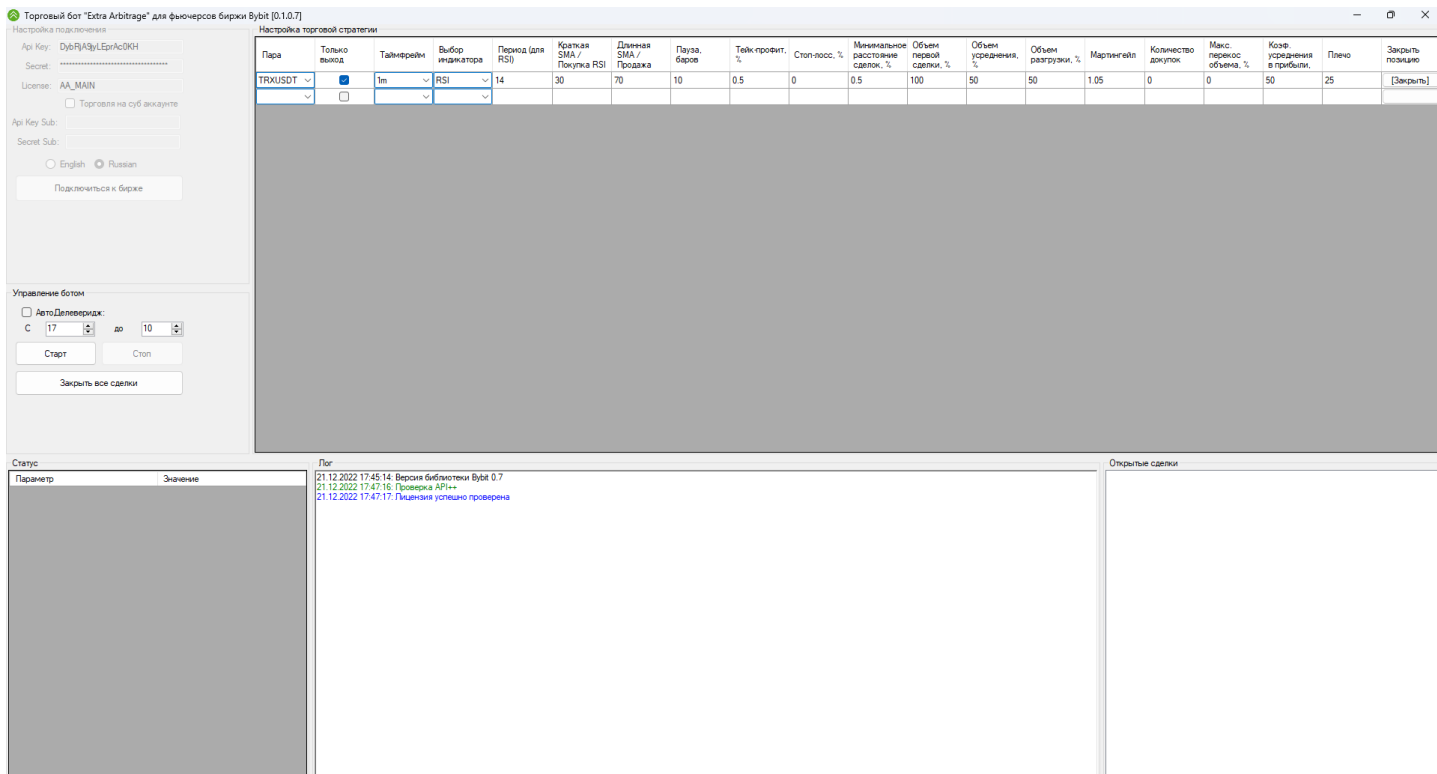 Торговый бот "Extra Arbitrage" для фьючерсов биржи Bybit [0.1.0.7]
Настройка подключения
Api Key: DybRjA9jyLEprAc0KH
Secret: ************************************
License: AA_MAIN
Торговля на суб аккаунте
Api Key Sub:
Secret Sub:
English Russian
Подключиться к бирже
Управление ботом
АвтоДелеверидж:
С 17 до 10
Старт Стоп
Закрыть все сделки
Настройка торговой стратегии
Пара
Только выход
Таймфрейм
Выбор индикатора
Период (для RSI)
Краткая SMA / Покупка RSI
Длинная SMA / Продажа
Пауза, баров
Тейк-профит, %
Стоп-лосс, %
Минимальное расстояние сделок, %
Объем первой сделки, %
Объем усреднения, %
Объем разгрузки, %
Мартингейл
Количество докупок
Макс. перекос объема, %
Коэф. усреднения в прибыли,
Плечо
Закрыть позицию
TRXUSDT 1m RSI 14 30 70 10 0.5 0 0.5 100 50 50 1.05 0 0 50 25 [Закрыть]
Статус
Параметр Значение
Лог
21.12.2022 17:45:14: Версия библиотеки Bybit 0.7
21.12.2022 17:47:16: Проверка API++
21.12.2022 17:47:17: Лицензия успешно проверена
Открытые сделки